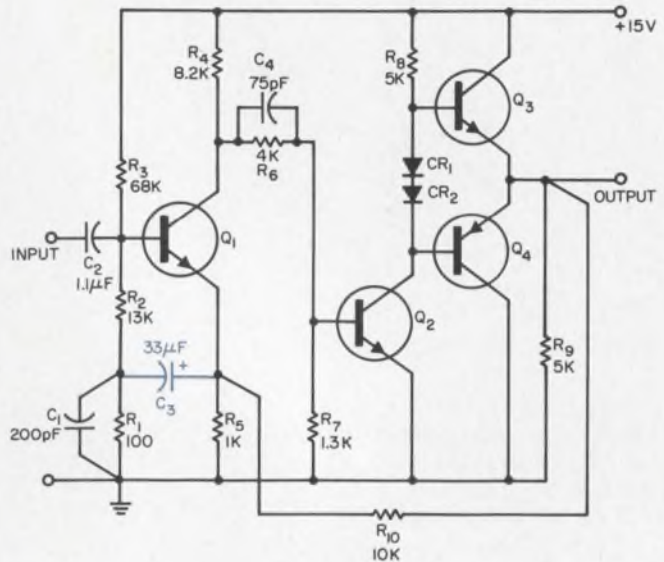 +15V
R4
8.2K
C4
75pF
4K
R6
R8
5K
Q3
R3
68K
CR1
CR2
OUTPUT
INPUT
C2
1.1µF
Q1
Q4
R2
13K
Q2
R9
5K
33µF
+
C3
C1
200pF
R1
100
R5
1K
R7
1.3K
R10
10K